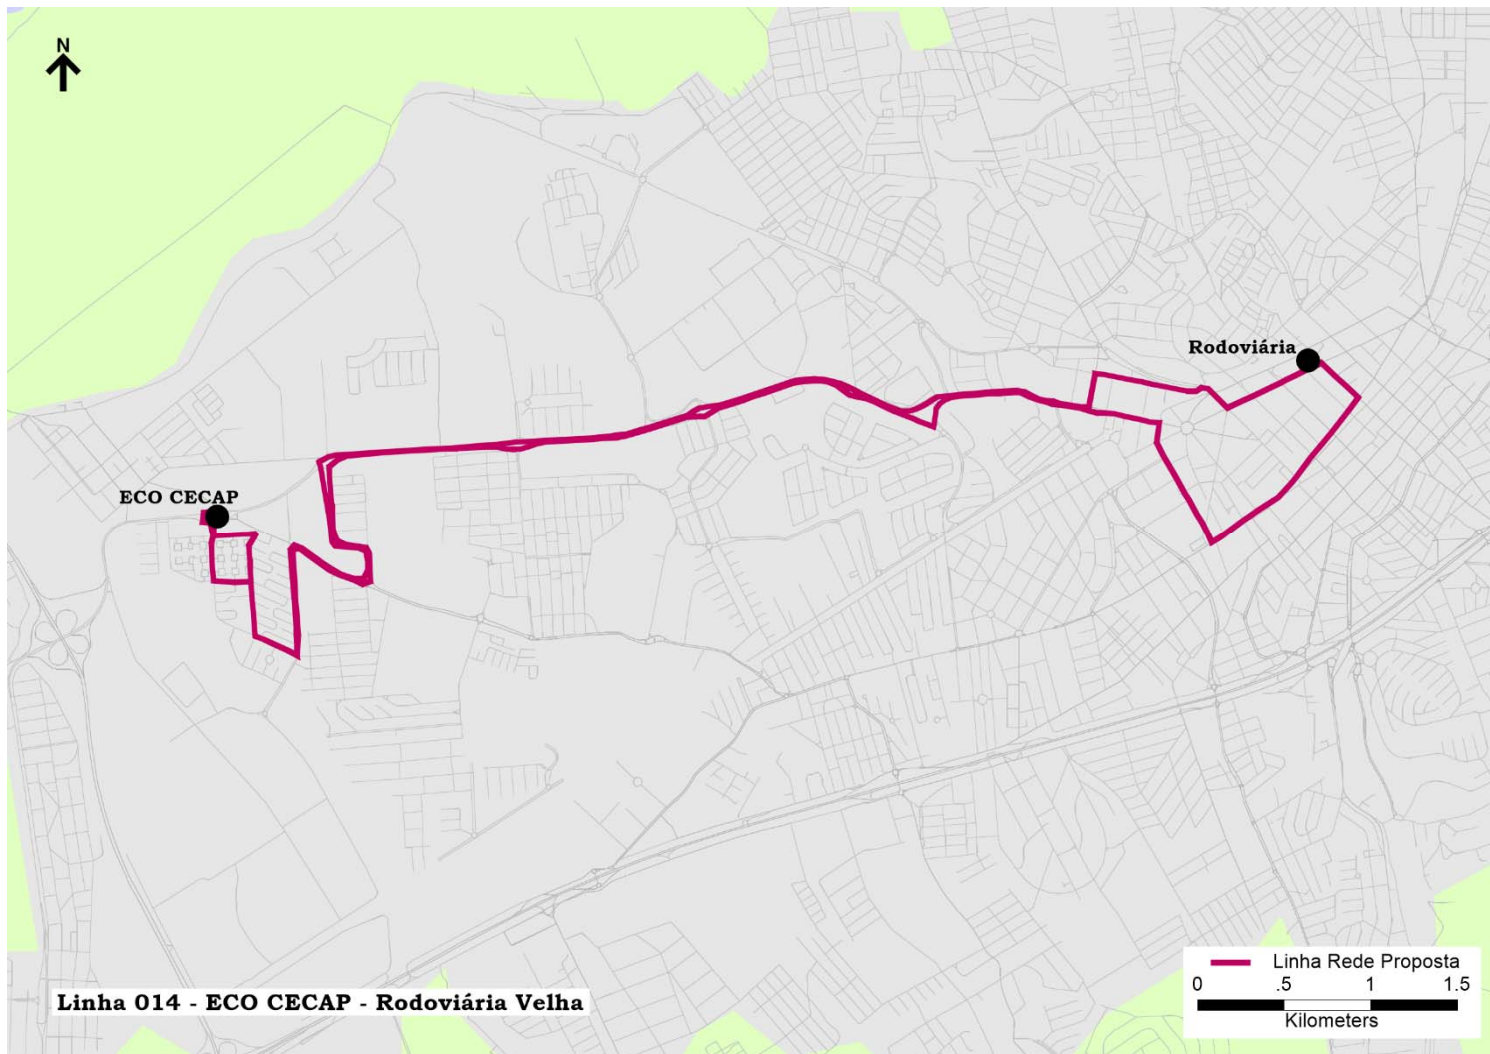 N
Rodoviária
ECO CECAP
Linha Rede Proposta
0 .5 1 1.5
Kilometers
Linha 014 - ECO CECAP - Rodoviária Velha